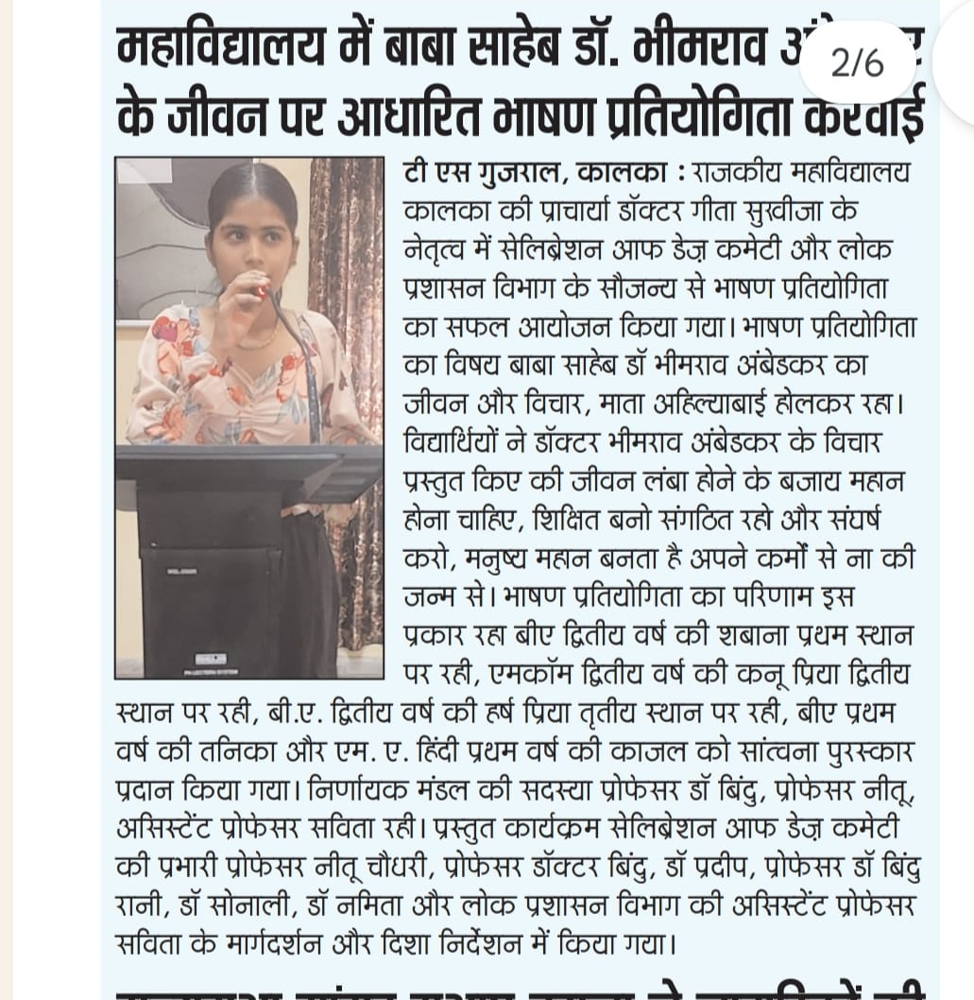 महाविद्यालय में बाबा साहेब डॉ. भीमराव
2/6
के जीवन पर आधारित भाषण प्रतियोगिता करवाई
टी एस गुजराल, कालका : राजकीय महाविद्यालय
कालका की प्राचार्या डॉक्टर गीता सुखीजा के
नेतृत्व में सेलिब्रेशन आफ डेज़ कमेटी और लोक
प्रशासन विभाग के सौजन्य से भाषण प्रतियोगिता
का सफल आयोजन किया गया। भाषण प्रतियोगिता
का विषय बाबा साहेब डॉ भीमराव अंबेडकर का
जीवन और विचार, माता अहिल्याबाई होलकर रहा।
विद्यार्थियों ने डॉक्टर भीमराव अंबेडकर के विचार
प्रस्तुत किए की जीवन लंबा होने के बजाय महान
होना चाहिए, शिक्षित बनो संगठित रहो और संघर्ष
करो, मनुष्य महान बनता है अपने कर्मों से ना की
जन्म से। भाषण प्रतियोगिता का परिणाम इस
प्रकार रहा बीए द्वितीय वर्ष की शबाना प्रथम स्थान
पर रही, एमकॉम द्वितीय वर्ष की कनू प्रिया द्वितीय
स्थान पर रही, बी.ए. द्वितीय वर्ष की हर्ष प्रिया तृतीय स्थान पर रही, बीए प्रथम
वर्ष की तनिका और एम. ए. हिंदी प्रथम वर्ष की काजल को सांत्वना पुरस्कार
प्रदान किया गया। निर्णायक मंडल की सदस्या प्रोफेसर डॉ बिंदु, प्रोफेसर नीतू,
असिस्टेंट प्रोफेसर सविता रही। प्रस्तुत कार्यक्रम सेलिब्रेशन आफ डेज़ कमेटी
की प्रभारी प्रोफेसर नीतू चौधरी, प्रोफेसर डॉक्टर बिंदु, डॉ प्रदीप, प्रोफेसर डॉ बिंदु
रानी, डॉ सोनाली, डॉ नमिता और लोक प्रशासन विभाग की असिस्टेंट प्रोफेसर
सविता के मार्गदर्शन और दिशा निर्देशन में किया गया।